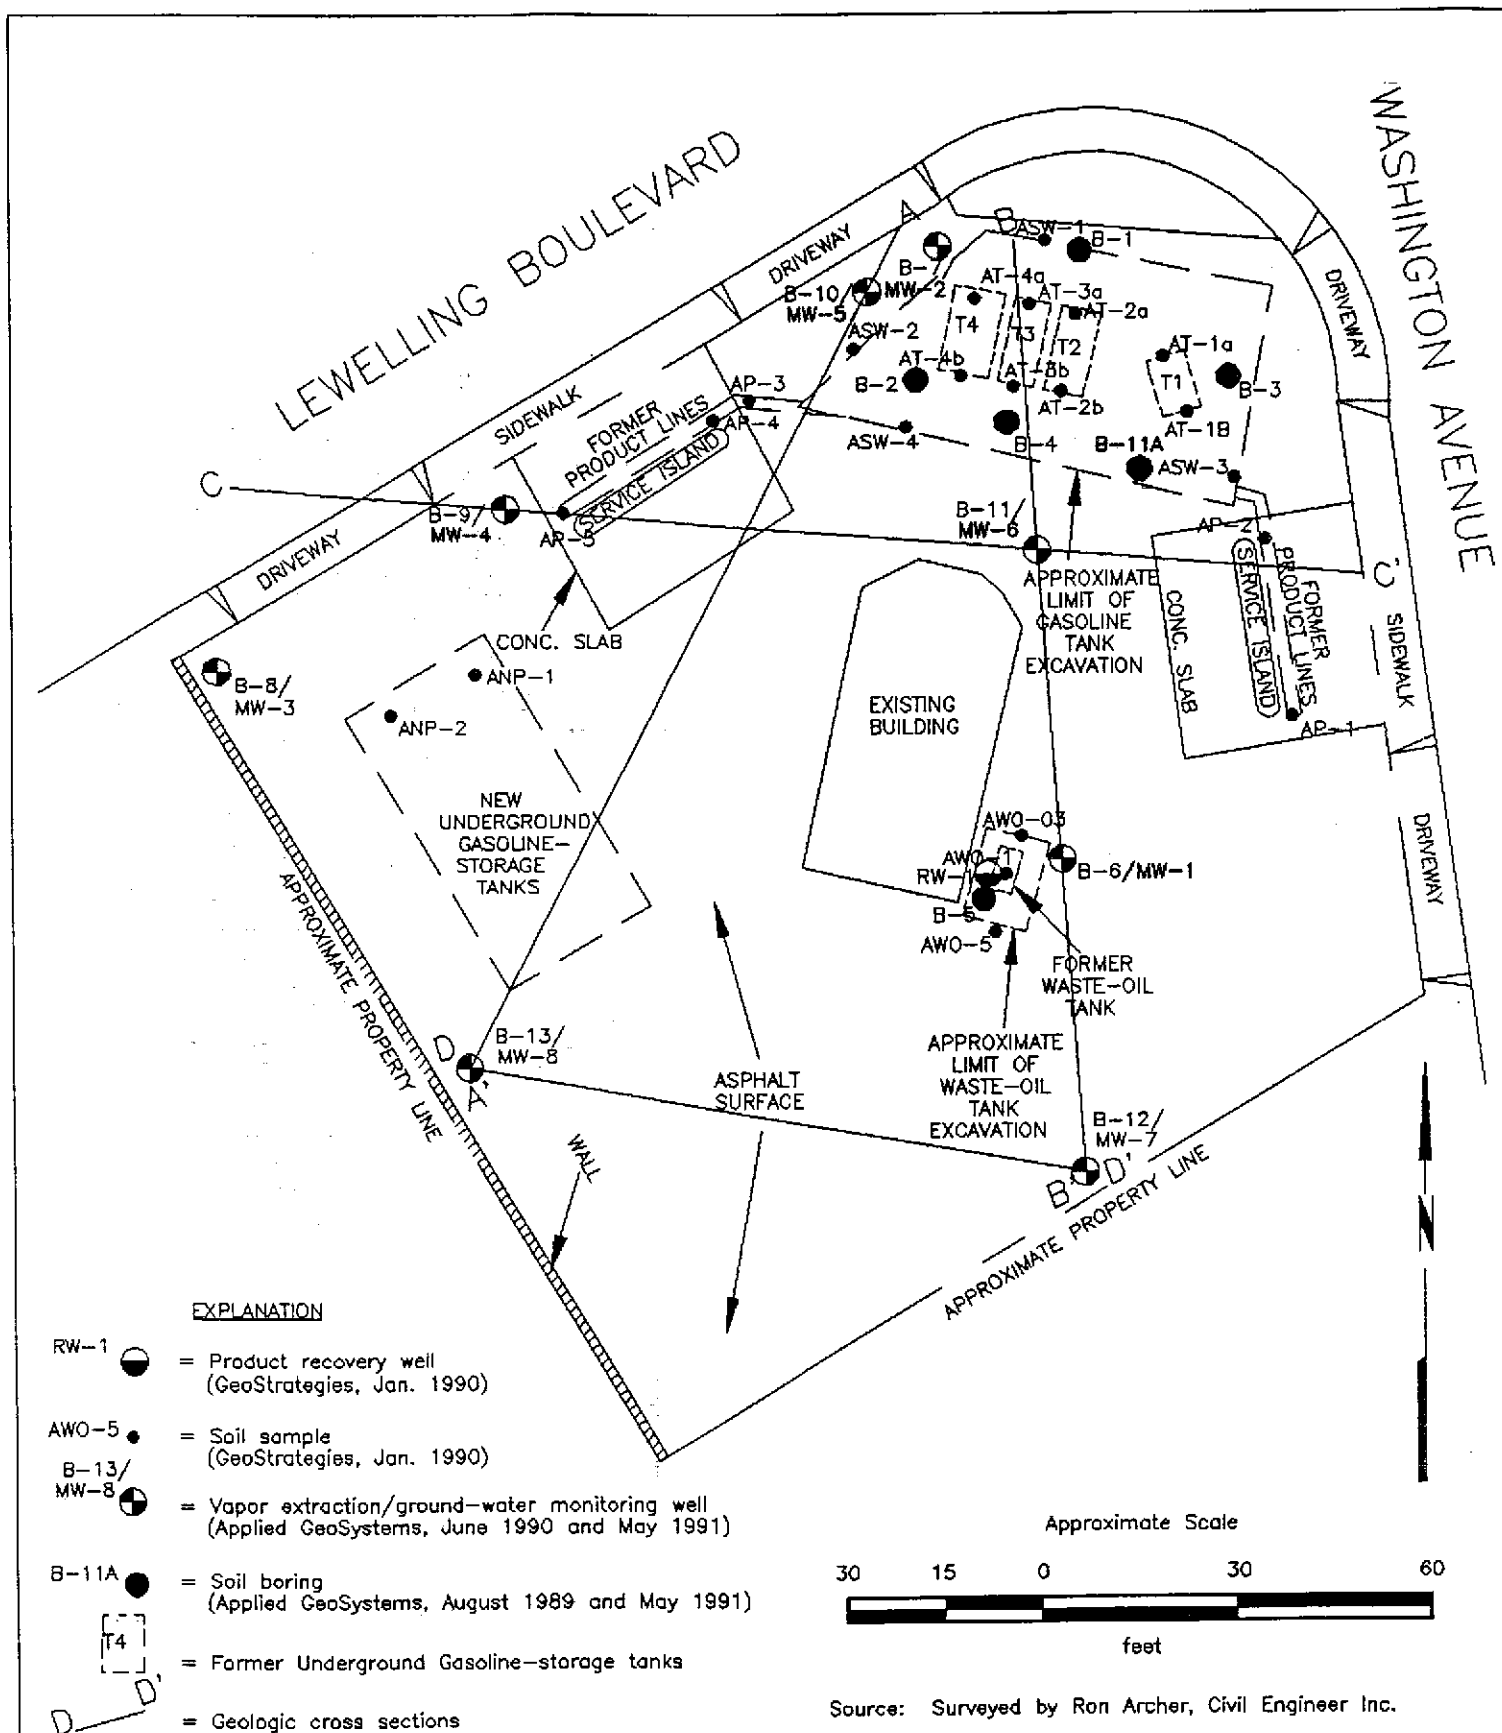 LEWELLING BOULEVARD
WASHINGTON AVENUE
DRIVEWAY
SIDEWALK
DRIVEWAY
DRIVEWAY
SIDEWALK
DRIVEWAY
A
B
ASW-1
B-1
B-
MW-2
B-10/
MW-5
AT-4a
AT-3a
AT-2a
T4
T3
T2
ASW-2
AT-4b
AT-3b
AT-2b
B-2
AT-1a
T1
AT-1B
B-3
AP-3
AP-4
ASW-4
B-4
B-11A
ASW-3
FORMER
PRODUCT LINES
SERVICE ISLAND
C
B-9/
MW-4
AP-5
B-11/
MW-6
AP-2
C'
APPROXIMATE
LIMIT OF
GASOLINE
TANK
EXCAVATION
CONC. SLAB
SERVICE ISLAND
FORMER
PRODUCT LINES
AP-1
CONC. SLAB
B-8/
MW-3
ANP-1
ANP-2
EXISTING
BUILDING
NEW
UNDERGROUND
GASOLINE-
STORAGE
TANKS
AWO-03
AWO-1
RW-
B-6/MW-1
B-5
AWO-5
FORMER
WASTE-OIL
TANK
APPROXIMATE PROPERTY LINE
D
A'
B-13/
MW-8
ASPHALT
SURFACE
APPROXIMATE
LIMIT OF
WASTE-OIL
TANK
EXCAVATION
B-12/
MW-7
B'
D'
WALL
APPROXIMATE PROPERTY LINE
N
EXPLANATION
RW-1 = Product recovery well
(GeoStrategies, Jan. 1990)
AWO-5 = Soil sample
(GeoStrategies, Jan. 1990)
B-13/
MW-8 = Vapor extraction/ground-water monitoring well
(Applied GeoSystems, June 1990 and May 1991)
B-11A = Soil boring
(Applied GeoSystems, August 1989 and May 1991)
T4 = Former Underground Gasoline-storage tanks
D D' = Geologic cross sections
Approximate Scale
30 15 0 30 60
feet
Source: Surveyed by Ron Archer, Civil Engineer Inc.